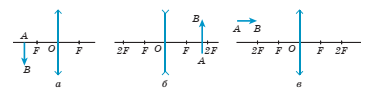 A F O F B
а
2F F O B A F 2F
б
A B 2F F O F 2F
в